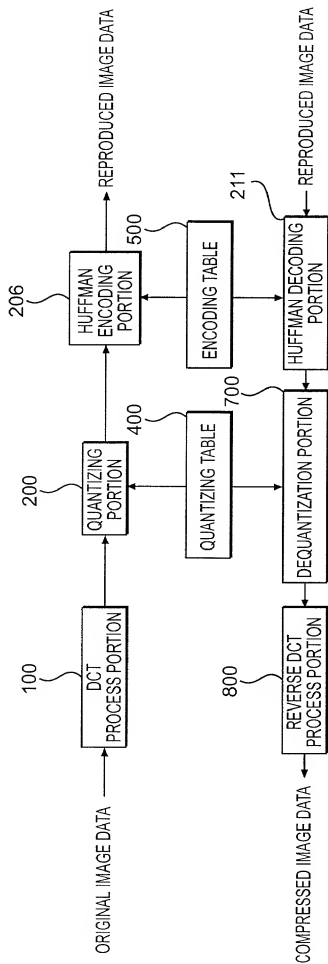 ORIGINAL IMAGE DATA
100
DCT
PROCESS PORTION
200
QUANTIZING
PORTION
206
HUFFMAN
ENCODING
PORTION
REPRODUCED IMAGE DATA
400
QUANTIZING TABLE
500
ENCODING TABLE
COMPRESSED IMAGE DATA
800
REVERSE DCT
PROCESS PORTION
700
DEQUANTIZATION PORTION
211
HUFFMAN DECODING
PORTION
REPRODUCED IMAGE DATA